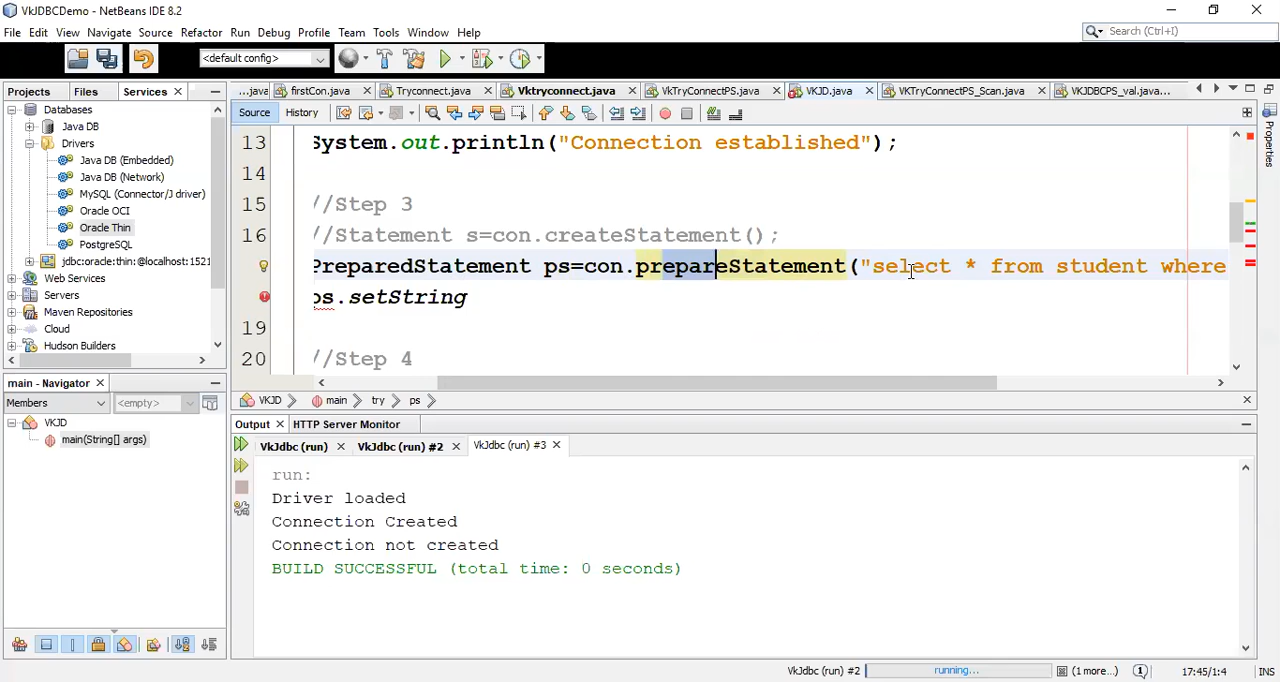 VkJDBCDemo - NetBeans IDE 8.2
File Edit View Navigate Source Refactor Run Debug Profile Team Tools Window Help
Search (Ctrl+I)
<default config>
Projects Files Services
...java firstCon.java Tryconnect.java Vktryconnect.java VkTryConnectPS.java VKJD.java VKTryConnectPS_Scan.java VKJDBCPS_val.java...
Source History
Databases
Java DB
Drivers
Java DB (Embedded)
Java DB (Network)
MySQL (Connector/J driver)
Oracle OCI
Oracle Thin
PostgreSQL
jdbc:oracle:thin:@localhost:1521
Web Services
Servers
Maven Repositories
Cloud
Hudson Builders
13 System.out.println("Connection established");
14
15 //Step 3
16 //Statement s=con.createStatement();
PreparedStatement ps=con.prepareStatement("select * from student where
ps.setString
19
20 //Step 4
Properties
main - Navigator
Members <empty>
VKJD
main(String[] args)
VKJD main try ps
Output HTTP Server Monitor
VkJdbc (run) VkJdbc (run) #2 VkJdbc (run) #3
run:
Driver loaded
Connection Created
Connection not created
BUILD SUCCESSFUL (total time: 0 seconds)
VkJdbc (run) #2 running... (1 more...) 1 17:45/1:4 INS